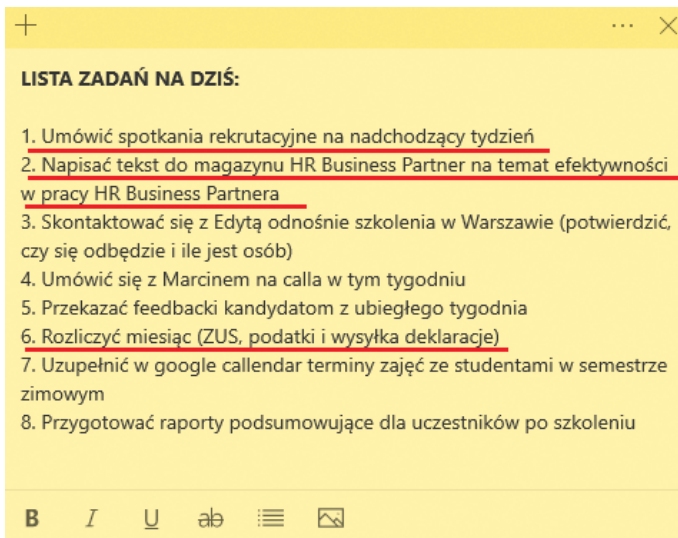 LISTA ZADAŃ NA DZIŚ:
1. Umówić spotkania rekrutacyjne na nadchodzący tydzień
2. Napisać tekst do magazynu HR Business Partner na temat efektywności
w pracy HR Business Partnera
3. Skontaktować się z Edytą odnośnie szkolenia w Warszawie (potwierdzić,
czy się odbędzie i ile jest osób)
4. Umówić się z Marcinem na calla w tym tygodniu
5. Przekazać feedbacki kandydatom z ubiegłego tygodnia
6. Rozliczyć miesiąc (ZUS, podatki i wysyłka deklaracje)
7. Uzupełnić w google callendar terminy zajęć ze studentami w semestrze
zimowym
8. Przygotować raporty podsumowujące dla uczestników po szkoleniu
B I U ab